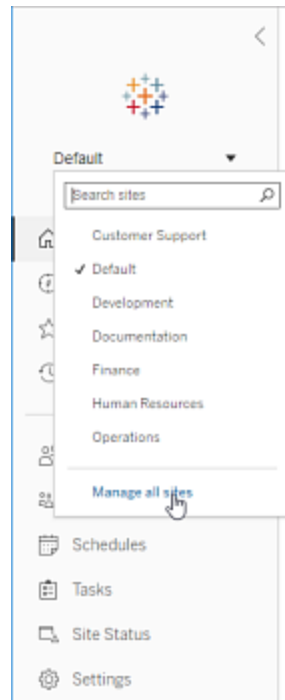 Default
Search sites
Customer Support
Default
Development
Documentation
Finance
Human Resources
Operations
Manage all sites
Schedules
Tasks
Site Status
Settings